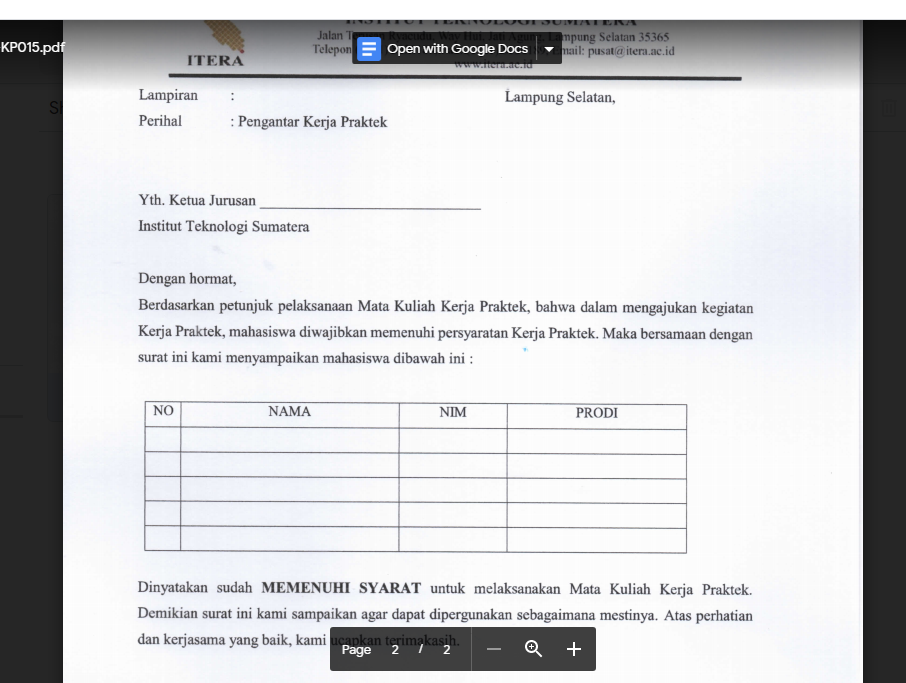 INSTITUT TEKNOLOGI SUMATERA
Jalan Terusan Ryacudu, Way Hui, Jati Agung, Lampung Selatan 35365
Telepon
Open with Google Docs
email: pusat@itera.ac.id
www.itera.ac.id
KP015.pdf
ITERA
Lampiran :
Lampung Selatan,
Perihal : Pengantar Kerja Praktek
Yth. Ketua Jurusan
Institut Teknologi Sumatera
Dengan hormat,
Berdasarkan petunjuk pelaksanaan Mata Kuliah Kerja Praktek, bahwa dalam mengajukan kegiatan
Kerja Praktek, mahasiswa diwajibkan memenuhi persyaratan Kerja Praktek. Maka bersamaan dengan
surat ini kami menyampaikan mahasiswa dibawah ini :
NO NAMA NIM PRODI
Dinyatakan sudah MEMENUHI SYARAT untuk melaksanakan Mata Kuliah Kerja Praktek.
Demikian surat ini kami sampaikan agar dapat dipergunakan sebagaimana mestinya. Atas perhatian
dan kerjasama yang baik, kami ucapkan terimakasih.
Page 2 / 2